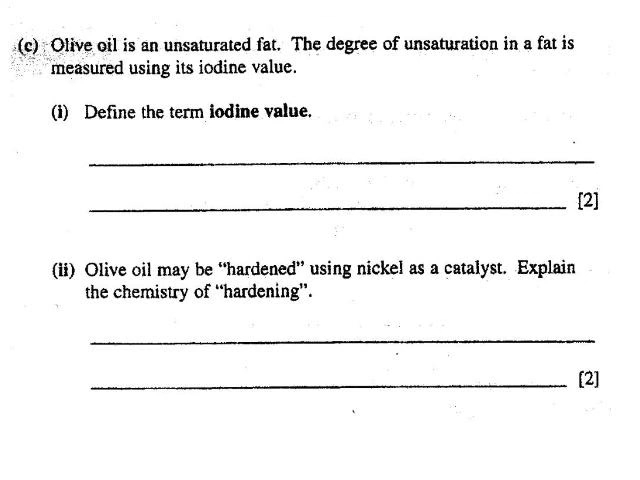 (c) Olive oil is an unsaturated fat. The degree of unsaturation in a fat is
measured using its iodine value.
(i) Define the term iodine value.
[2]
(ii) Olive oil may be “hardened” using nickel as a catalyst. Explain
the chemistry of “hardening”.
[2]